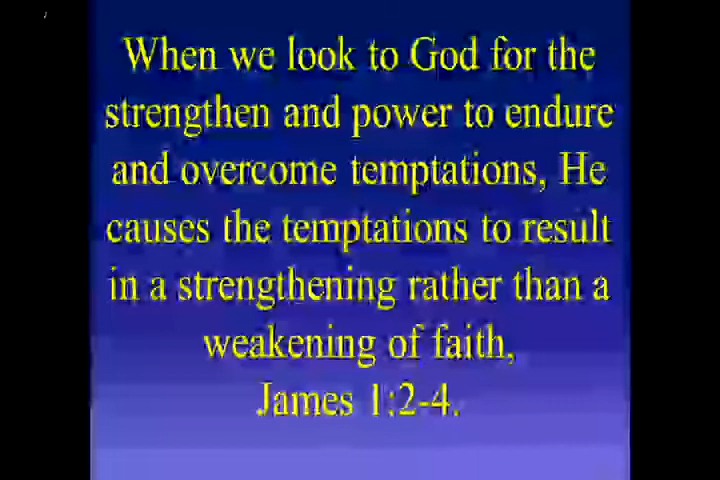 When we look to God for the
strengthen and power to endure
and overcome temptations, He
causes the temptations to result
in a strengthening rather than a
weakening of faith,
James 1:2-4.